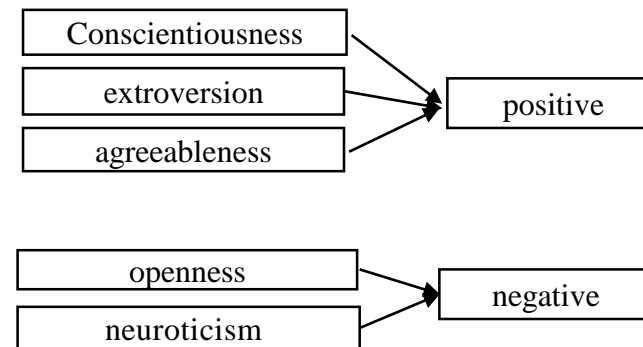 Conscientiousness
extroversion
agreeableness
positive
openness
neuroticism
negative